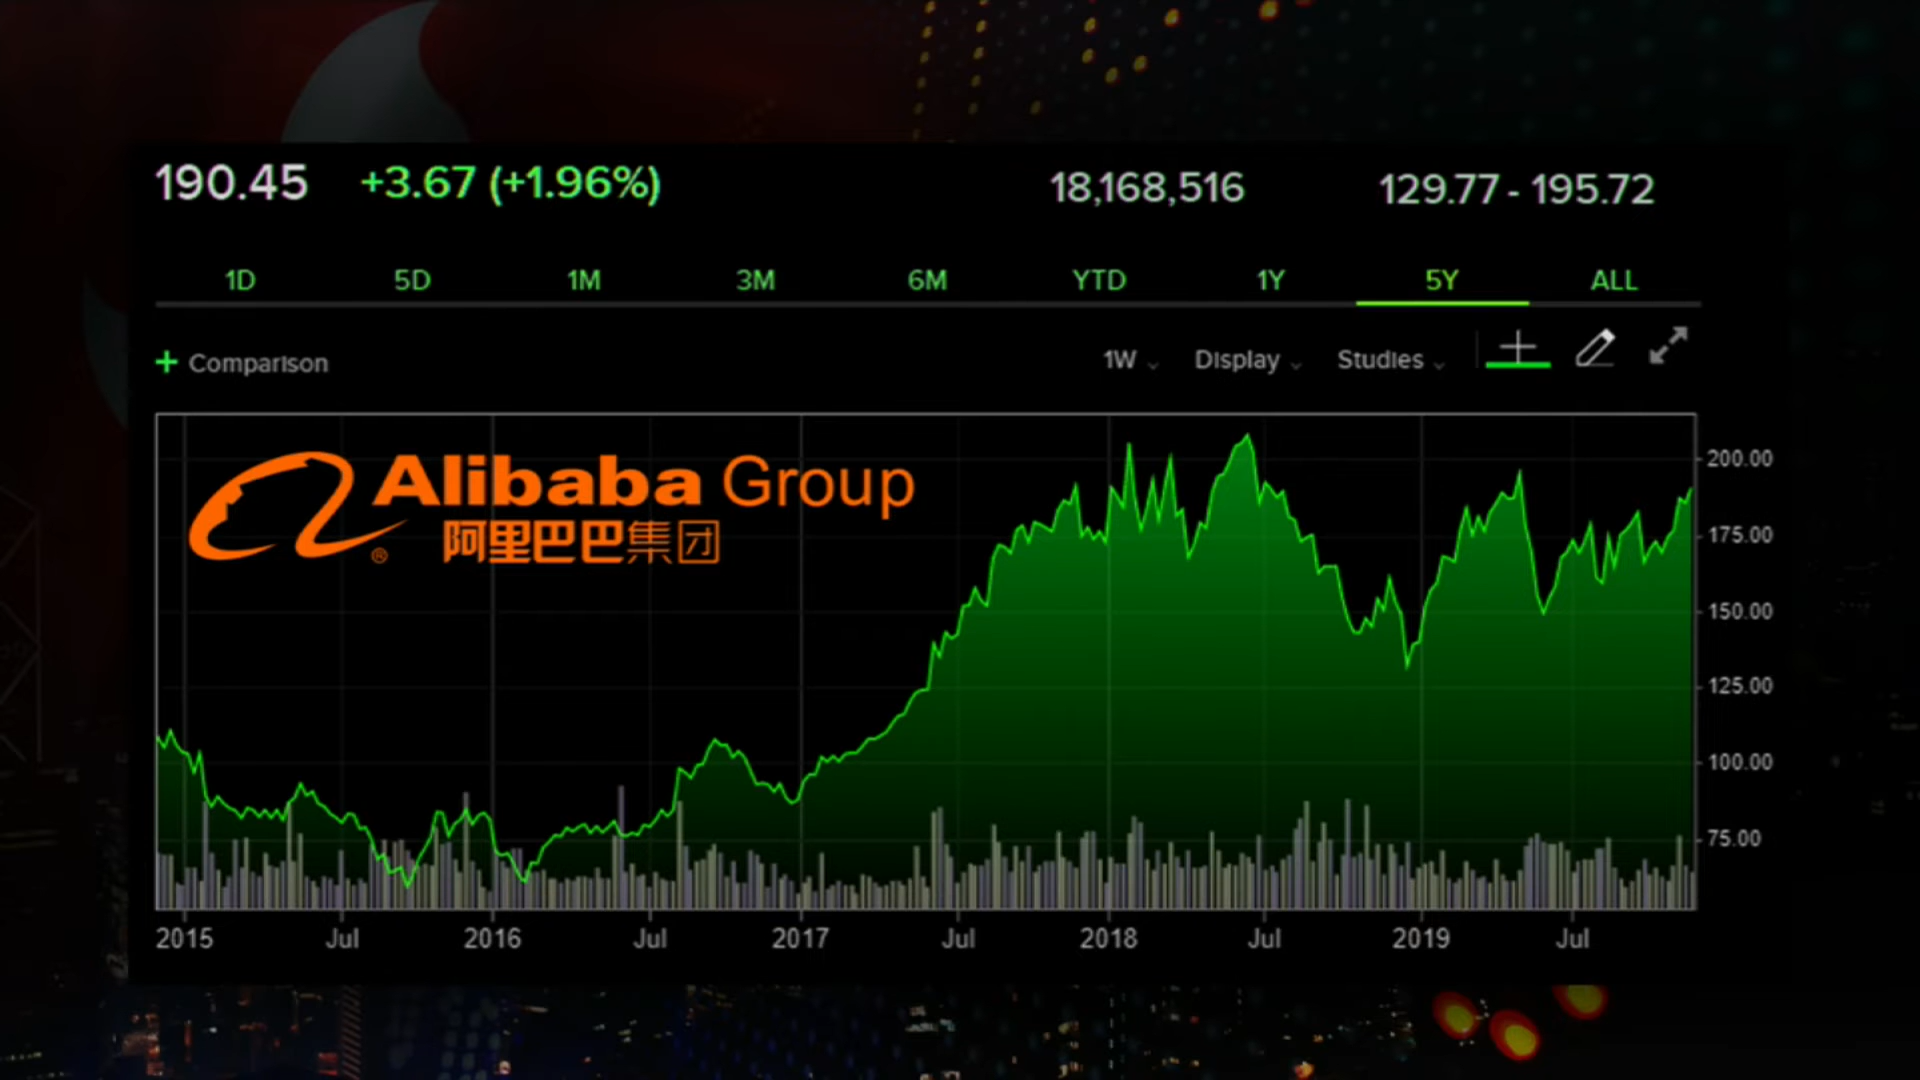 190.45 +3.67 (+1.96%) 18,168,516 129.77 - 195.72
1D 5D 1M 3M 6M YTD 1Y 5Y ALL
+ Comparison 1W Display Studies
Alibaba Group
阿里巴巴集团
®
200.00
175.00
150.00
125.00
100.00
75.00
2015 Jul 2016 Jul 2017 Jul 2018 Jul 2019 Jul